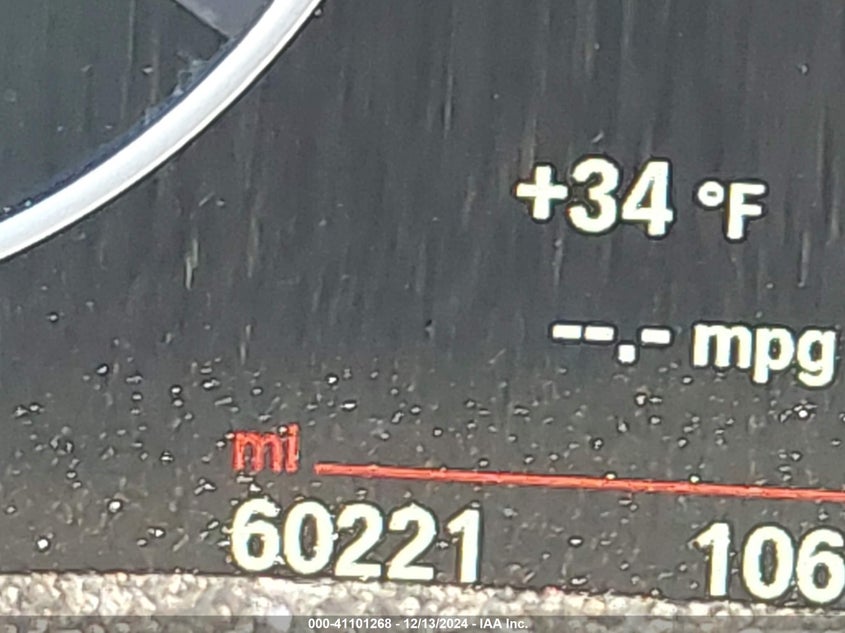 +34 °F
--.- mpg
mi
60221 106
000-41101268 - 12/13/2024 - IAA Inc.